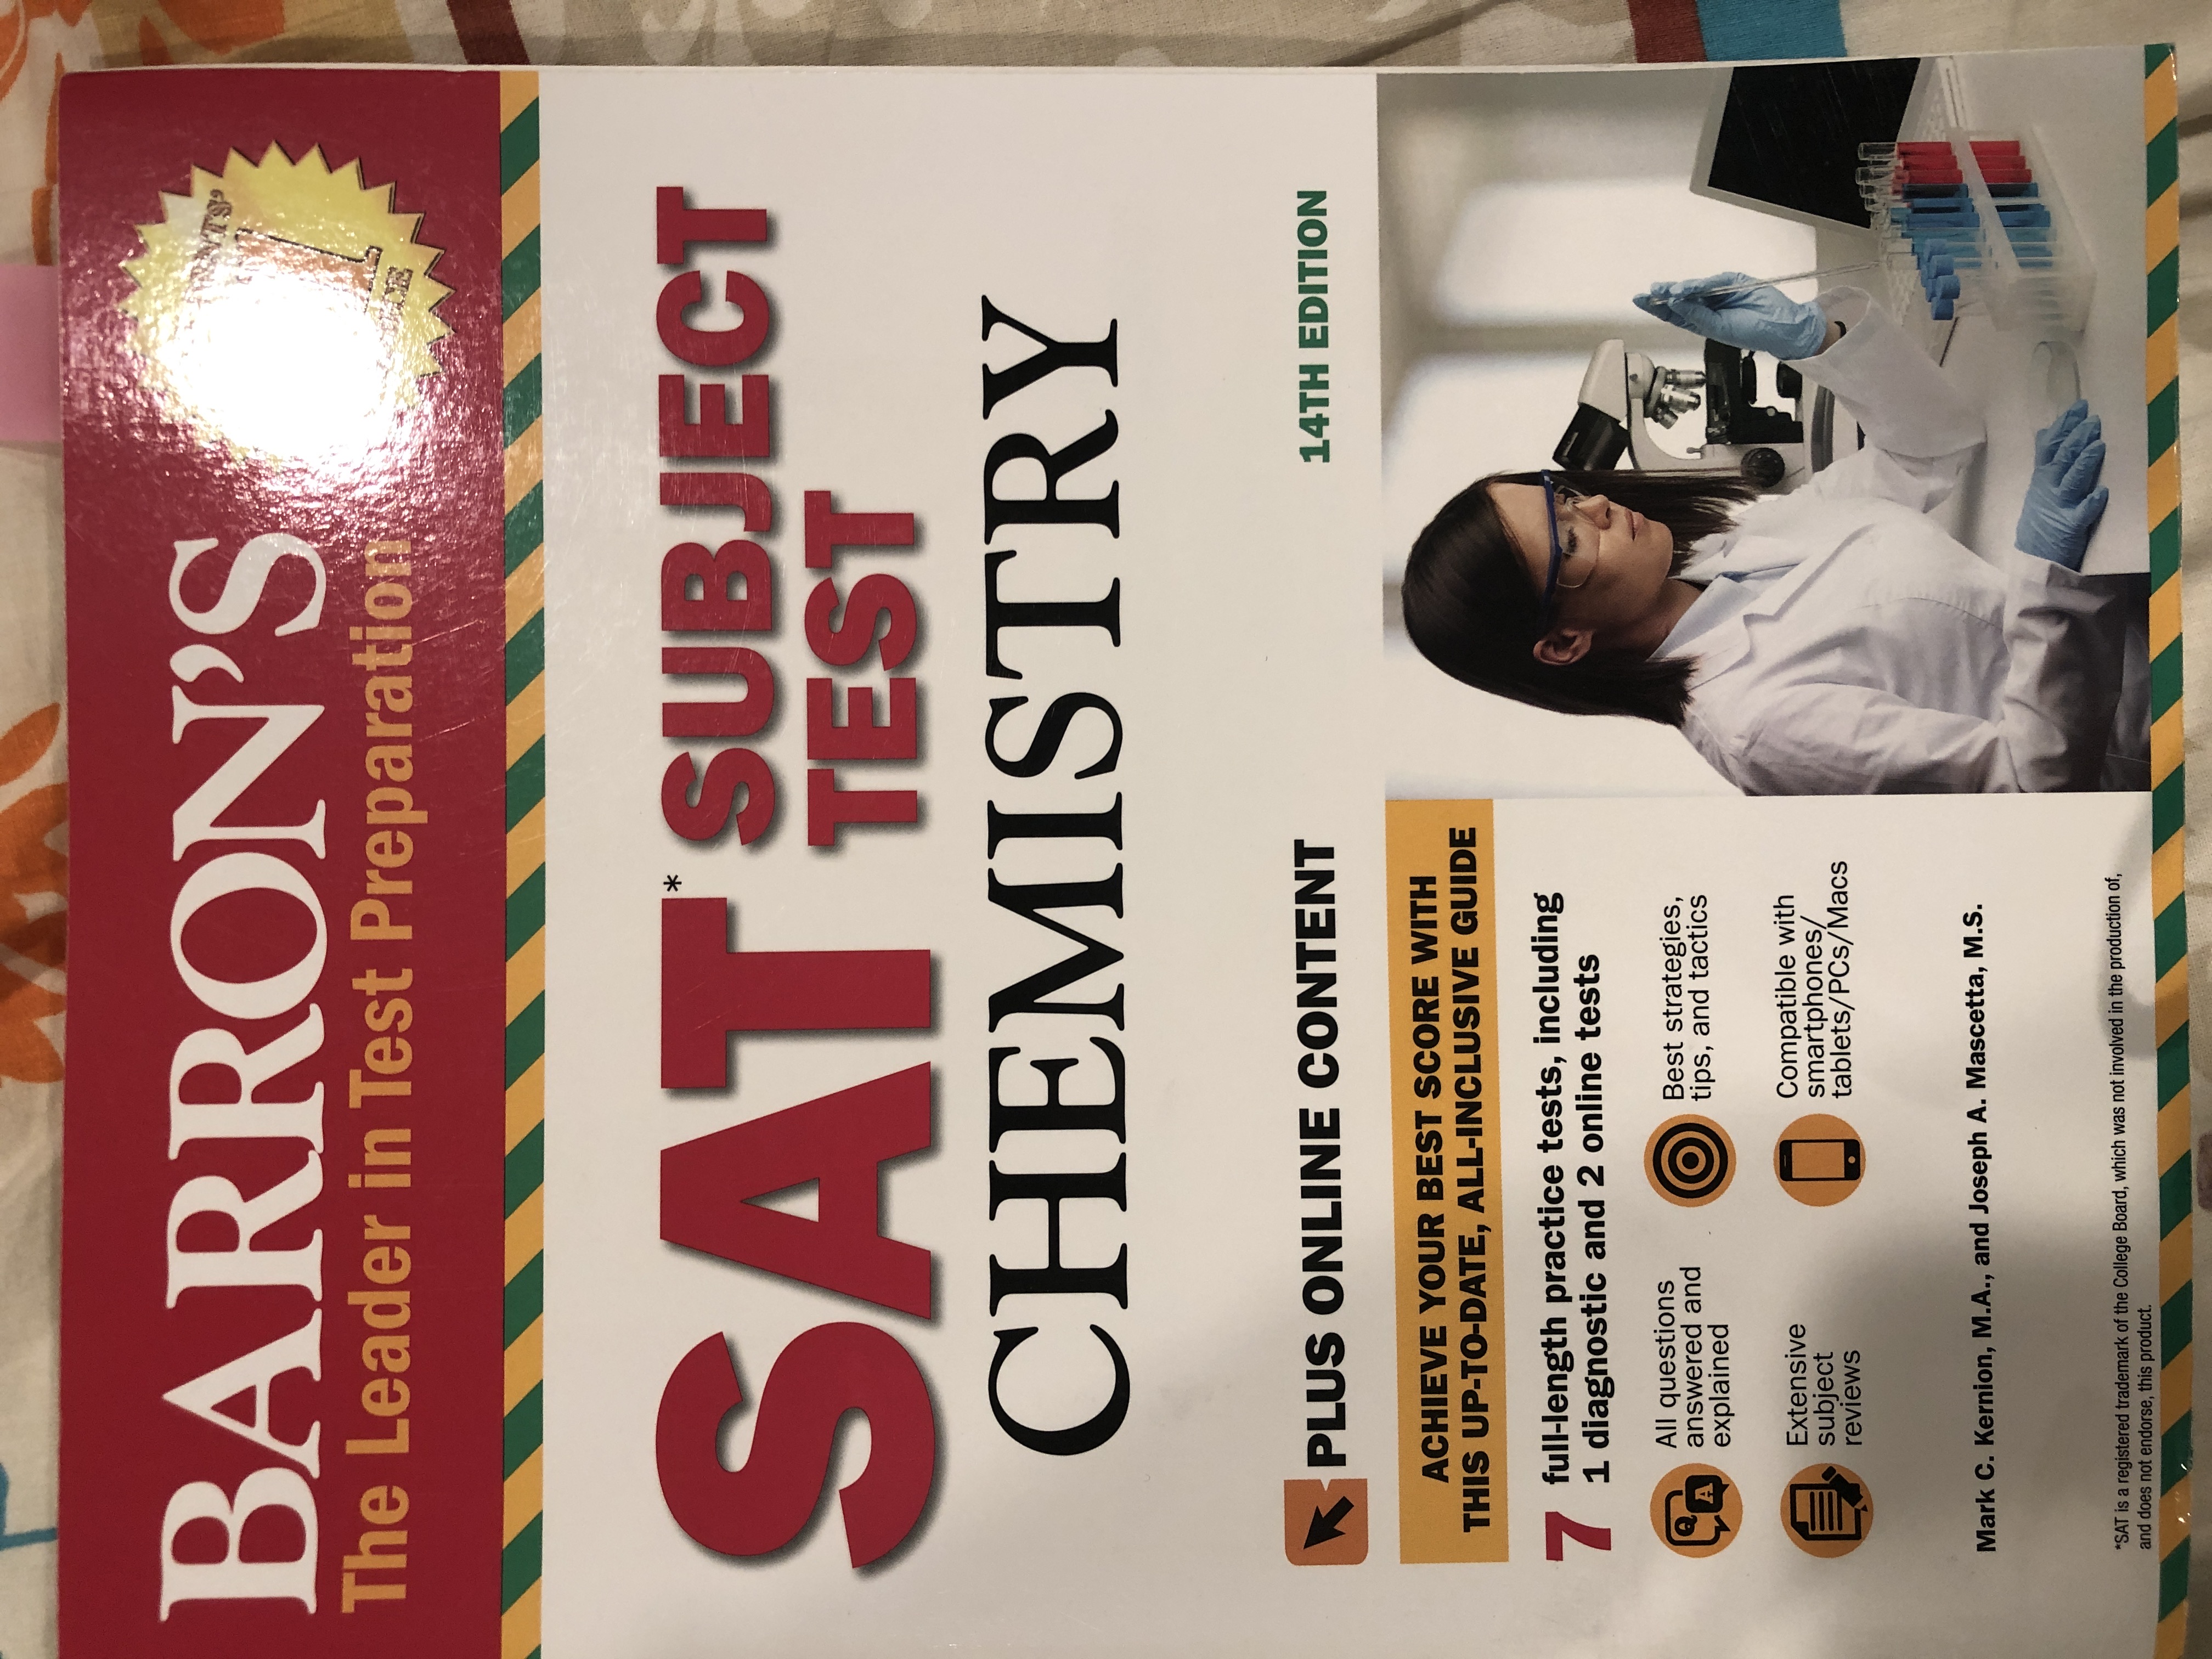 BARRON'S
The Leader in Test Preparation
1
SAT* SUBJECT
TEST
CHEMISTRY
PLUS ONLINE CONTENT
14TH EDITION
ACHIEVE YOUR BEST SCORE WITH
THIS UP-TO-DATE, ALL-INCLUSIVE GUIDE
7 full-length practice tests, including
1 diagnostic and 2 online tests
Q A
All questions
answered and
explained
Best strategies,
tips, and tactics
Extensive
subject
reviews
Compatible with
smartphones/
tablets/PCs/Macs
Mark C. Kernion, M.A., and Joseph A. Mascetta, M.S.
*SAT is a registered trademark of the College Board, which was not involved in the production of,
and does not endorse, this product.